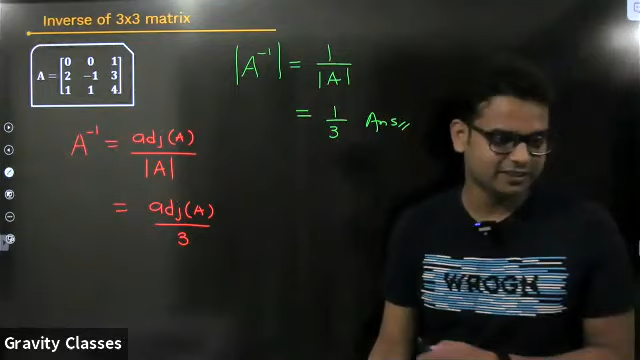 Inverse of 3x3 matrix
A = [0 0 1
2 -1 3
1 1 4]
|A⁻¹| = 1/|A|
= 1/3 Ans//
A⁻¹ = adj(A)/|A|
= adj(A)/3
WROGN
Gravity Classes